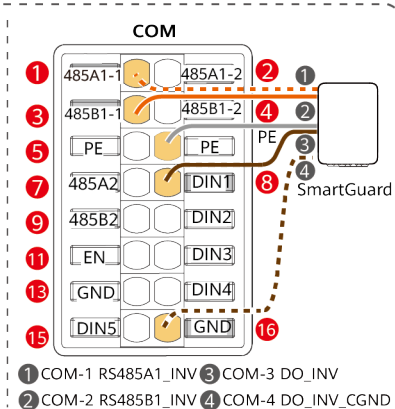 COM
1 485A1-1 485A1-2 2 1
3 485B1-1 485B1-2 4 2
5 PE PE PE 3
7 485A2 DIN1 8 4
SmartGuard
9 485B2 DIN2
11 EN DIN3
13 GND DIN4
15 DIN5 GND 16
1 COM-1 RS485A1_INV 3 COM-3 DO_INV
2 COM-2 RS485B1_INV 4 COM-4 DO_INV_CGND